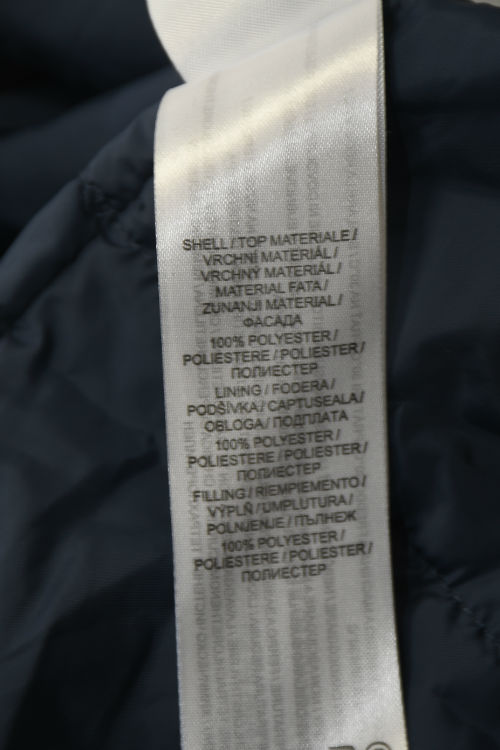 SHELL / TOP MATERIALE /
VRCHNÍ MATERIÁL /
VRCHNÝ MATERIÁL /
MATERIAL FATA /
ZUNANJI MATERIAL /
ФАСАДА
100% POLYESTER /
POLIESTERE / POLIESTER /
ПОЛИЕСТЕР
LINING / FODERA /
PODŠÍVKA / CAPTUSEALA /
OBLOGA / ПОДПЛАТА
100% POLYESTER /
POLIESTERE / POLIESTER /
ПОЛИЕСТЕР
FILLING / RIEMPIEMENTO /
VÝPLŇ / UMPLUTURA /
POLNJENJE / ПЪЛНЕЖ
100% POLYESTER /
POLIESTERE / POLIESTER /
ПОЛИЕСТЕР